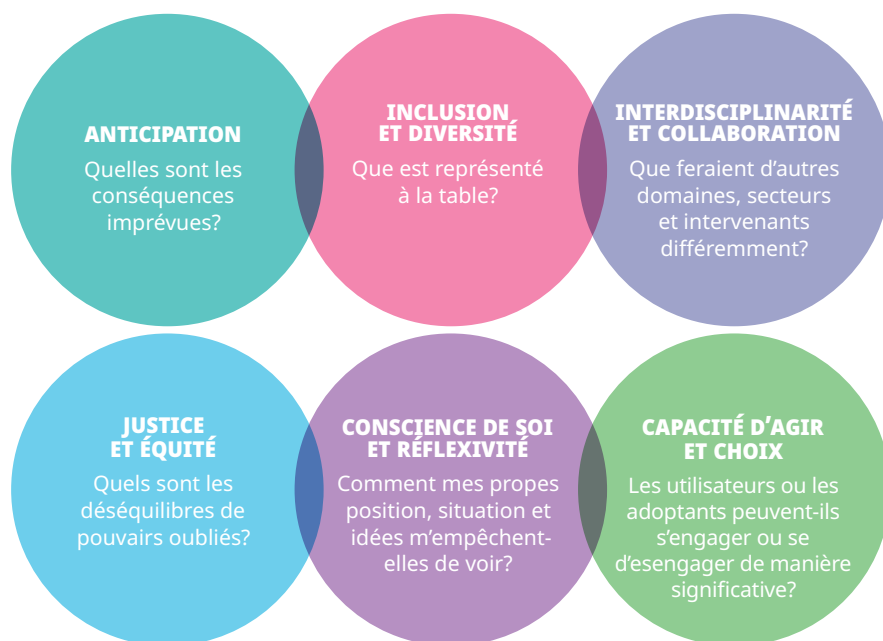 ANTICIPATION
Quelles sont les
conséquences
imprévues?
INCLUSION
ET DIVERSITÉ
Que est représenté
à la table?
INTERDISCIPLINARITÉ
ET COLLABORATION
Que feraient d'autres
domaines, secteurs
et intervenants
différemment?
JUSTICE
ET ÉQUITÉ
Quels sont les
déséquilibres de
pouvairs oubliés?
CONSCIENCE DE SOI
ET RÉFLEXIVITÉ
Comment mes propes
position, situation et
idées m'empêchent-
elles de voir?
CAPACITÉ D'AGIR
ET CHOIX
Les utilisateurs ou les
adoptants peuvent-ils
s'engager ou se
d'esengager de manière
significative?